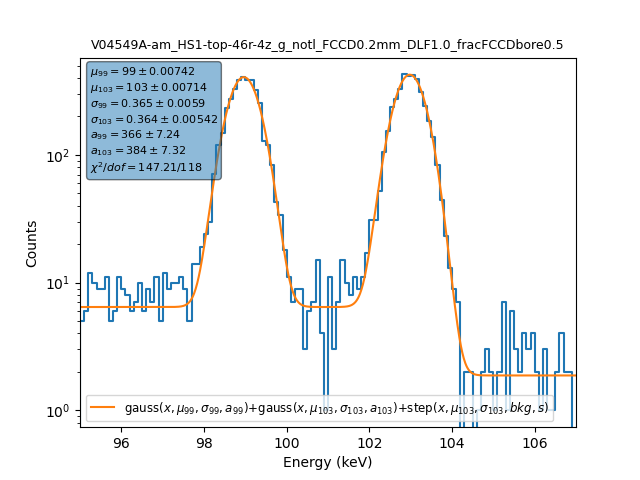 V04549A-am_HS1-top-46r-4z_g_notl_FCCD0.2mm_DLF1.0_fracFCCDbore0.5
μ₉₉ = 99 ± 0.00742
μ₁₀₃ = 103 ± 0.00714
σ₉₉ = 0.365 ± 0.0059
σ₁₀₃ = 0.364 ± 0.00542
a₉₉ = 366 ± 7.24
a₁₀₃ = 384 ± 7.32
χ²/dof = 147.21/118
10²
10¹
10⁰
Counts
gauss(x, μ₉₉, σ₉₉, a₉₉)+gauss(x, μ₁₀₃, σ₁₀₃, a₁₀₃)+step(x, μ₁₀₃, σ₁₀₃, bkg, s)
96 98 100 102 104 106
Energy (keV)